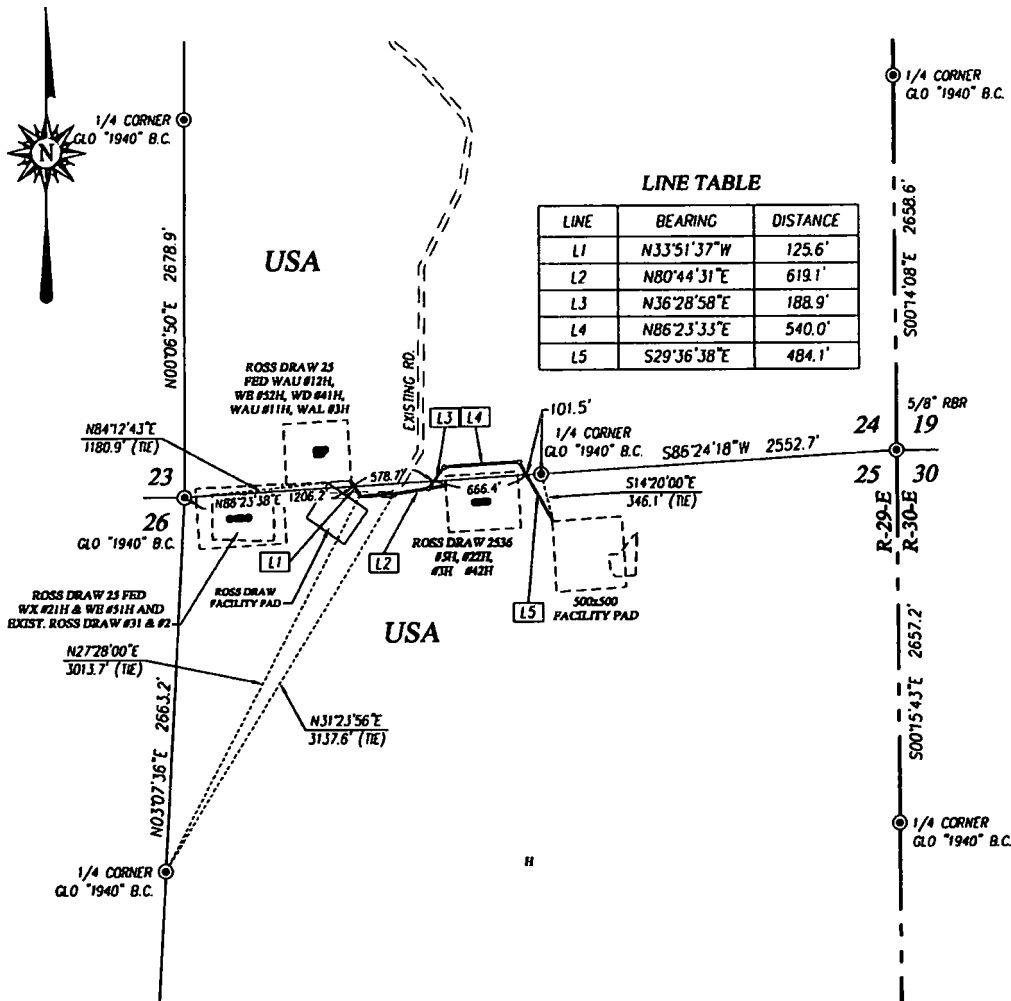 1/4 CORNER
GLO "1940" B.C.
1/4 CORNER
GLO "1940" B.C.
N
LINE TABLE
LINE BEARING DISTANCE
L1 N33°51'37"W 125.6'
L2 N80°44'31"E 619.1'
L3 N36°28'58"E 188.9'
L4 N86°23'33"E 540.0'
L5 S29°36'38"E 484.1'
N00°06'50"E 2678.9'
S00°14'08"E 2658.6'
USA
EXISTING RD.
ROSS DRAW 25
FED WAU #12H,
WE #52H, WD #41H,
WAU #11H, WAL #3H
N84°12'43"E
1180.9' (TIE)
L3
L4
101.5'
1/4 CORNER
GLO "1940" B.C.
S86°24'18"W 2552.7'
5/8" RBR
24 19
25 30
R-29-E
R-30-E
23
26
GLO "1940" B.C.
N86°23'38"E 1206.2'
578.7'
666.4'
S14°20'00"E
346.1' (TIE)
L1
L2
ROSS DRAW
FACILITY PAD
ROSS DRAW 2536
#5H, #22H,
#3H #42H
L5
500x500
FACILITY PAD
ROSS DRAW 25 FED
WX #21H & WE #51H AND
EXIST. ROSS DRAW #31 & #2
USA
N27°28'00"E
3013.7' (TIE)
N31°23'56"E
3137.6' (TIE)
N03°07'36"E 2663.2'
S00°15'43"E 2657.2'
1/4 CORNER
GLO "1940" B.C.
H
1/4 CORNER
GLO "1940" B.C.